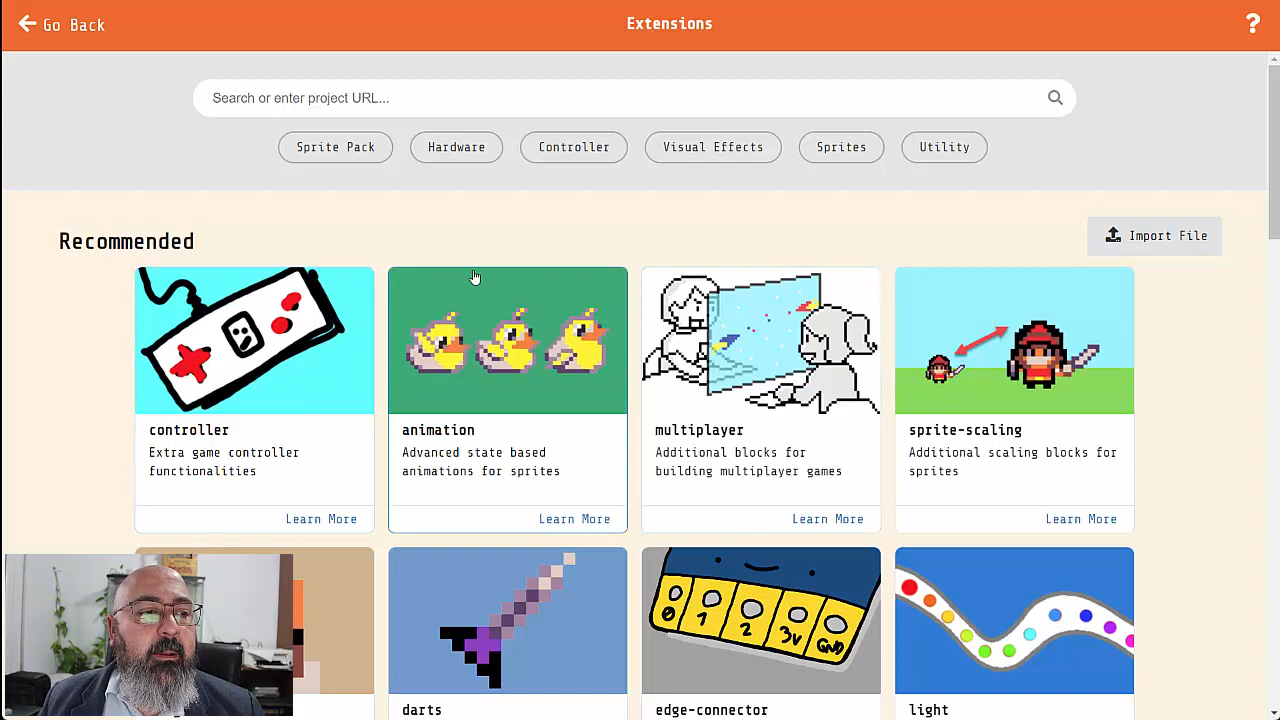 Go Back
Extensions
?
Search or enter project URL...
Sprite Pack
Hardware
Controller
Visual Effects
Sprites
Utility
Recommended
Import File
controller
Extra game controller
functionalities
Learn More
animation
Advanced state based
animations for sprites
Learn More
multiplayer
Additional blocks for
building multiplayer games
Learn More
sprite-scaling
Additional scaling blocks for
sprites
Learn More
0 1 2 3V GND
darts
edge-connector
light